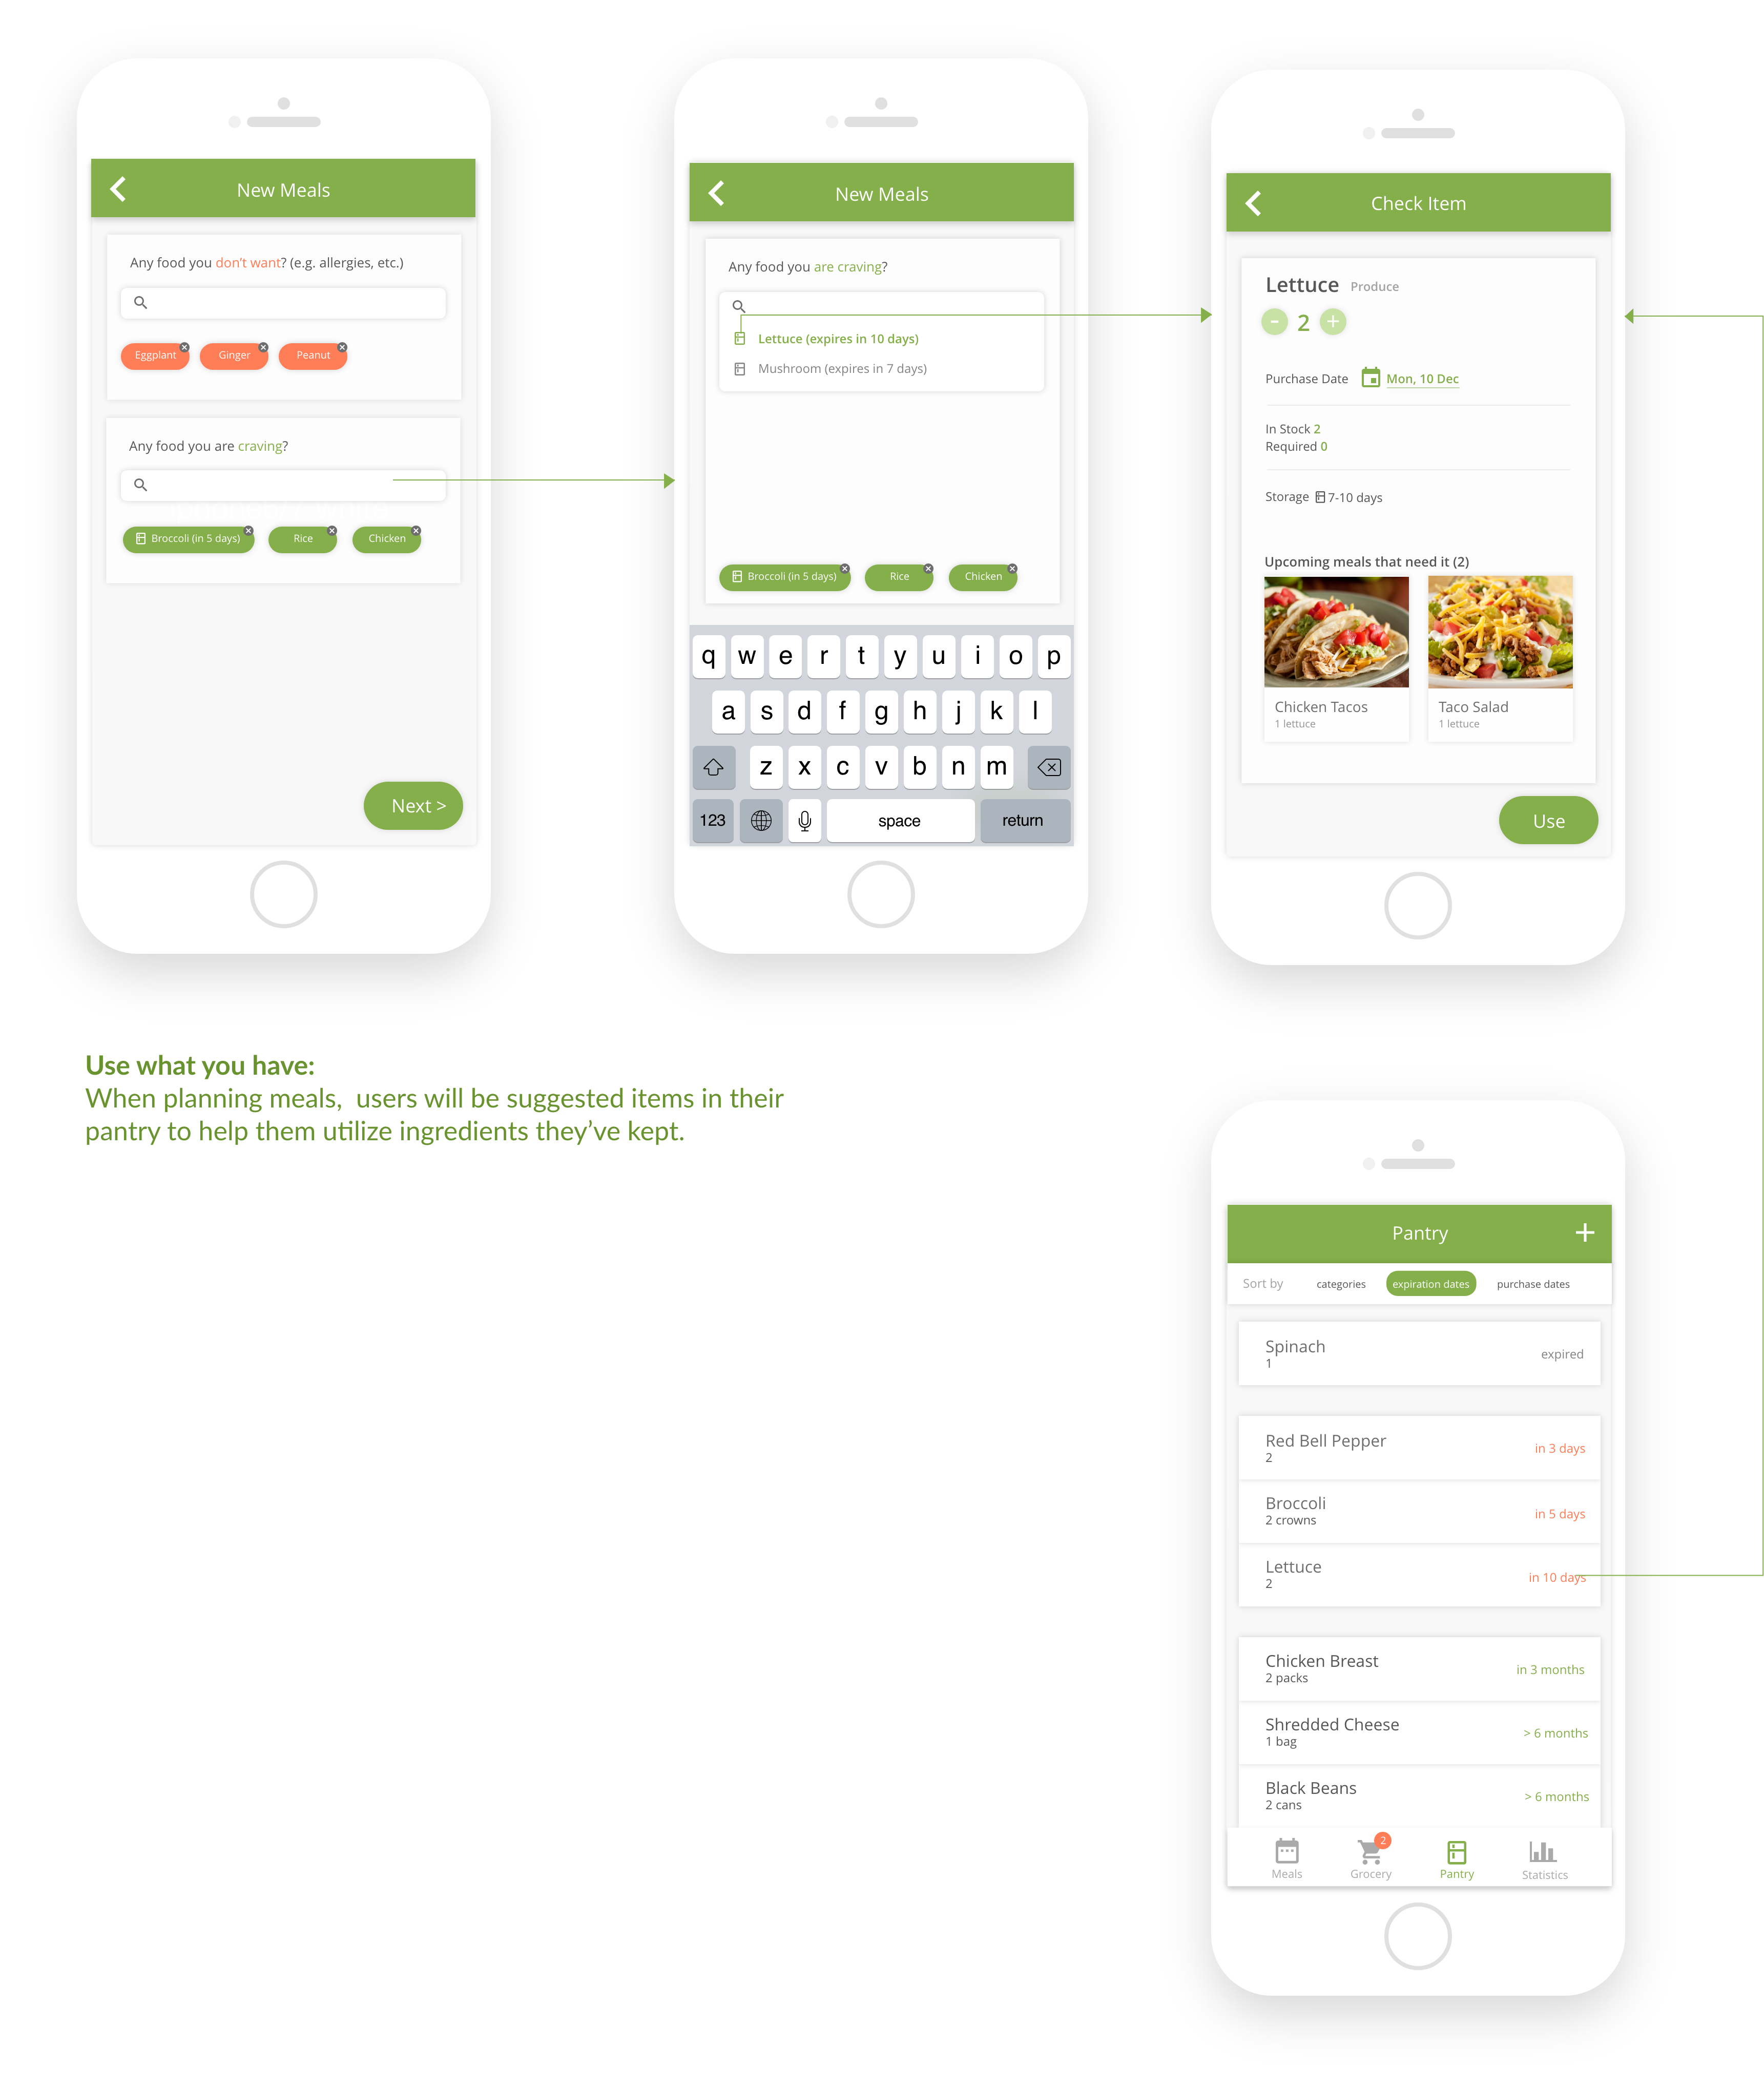 New Meals
Any food you don't want? (e.g. allergies, etc.)
Eggplant
Ginger
Peanut
Any food you are craving?
Broccoli (in 5 days)
Rice
Chicken
Next >
New Meals
Any food you are craving?
Lettuce (expires in 10 days)
Mushroom (expires in 7 days)
Broccoli (in 5 days)
Rice
Chicken
q w e r t y u i o p
a s d f g h j k l
z x c v b n m
123
space
return
Check Item
Lettuce Produce
- 2 +
Purchase Date Mon, 10 Dec
In Stock 2
Required 0
Storage 7-10 days
Upcoming meals that need it (2)
Chicken Tacos
1 lettuce
Taco Salad
1 lettuce
Use
Use what you have:
When planning meals,  users will be suggested items in their
pantry to help them utilize ingredients they’ve kept.
Pantry +
Sort by categories expiration dates purchase dates
Spinach
1
expired
Red Bell Pepper
2
in 3 days
Broccoli
2 crowns
in 5 days
Lettuce
2
in 10 days
Chicken Breast
2 packs
in 3 months
Shredded Cheese
1 bag
> 6 months
Black Beans
2 cans
> 6 months
2
Meals
Grocery
Pantry
Statistics